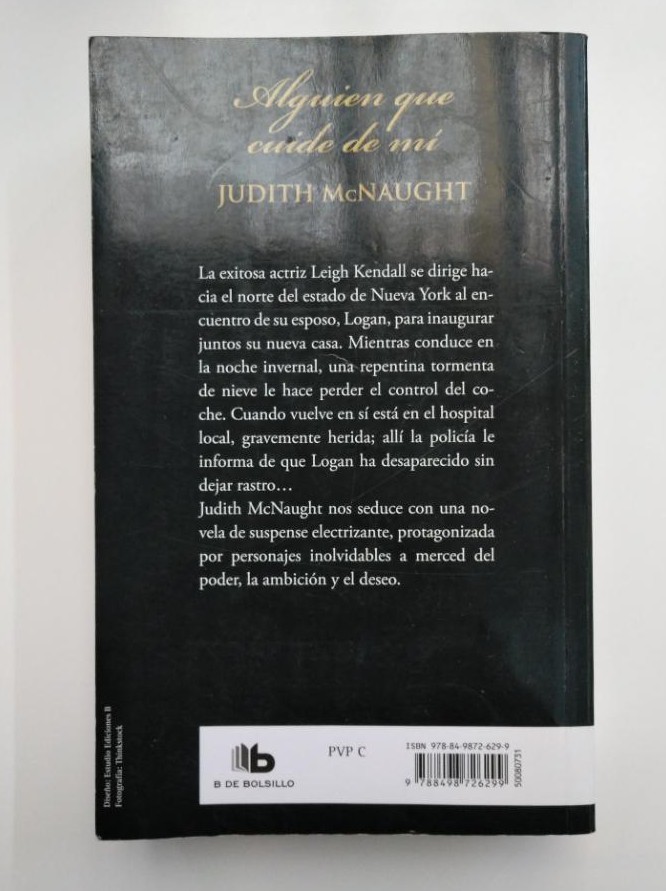 Alguien que
cuide de mí
JUDITH McNAUGHT
La exitosa actriz Leigh Kendall se dirige ha-
cia el norte del estado de Nueva York al en-
cuentro de su esposo, Logan, para inaugurar
juntos su nueva casa. Mientras conduce en
la noche invernal, una repentina tormenta
de nieve le hace perder el control del co-
che. Cuando vuelve en sí está en el hospital
local, gravemente herida; allí la policía le
informa de que Logan ha desaparecido sin
dejar rastro…
Judith McNaught nos seduce con una no-
vela de suspense electrizante, protagonizada
por personajes inolvidables a merced del
poder, la ambición y el deseo.
Diseño: Estudio Ediciones B
Fotografía: Thinkstock
b
B DE BOLSILLO
PVP C
ISBN 978-84-9872-629-9
9 788498 726299
50080731